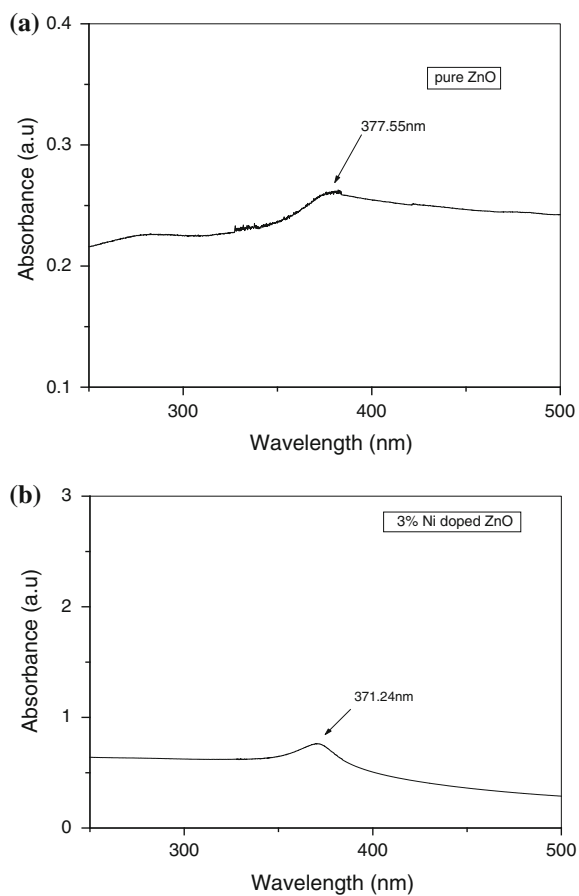 (a)
0.4
pure ZnO
377.55nm
0.3
Absorbance (a.u)
0.2
0.1
300
400
500
Wavelength (nm)
(b)
3
3% Ni doped ZnO
2
Absorbance (a.u)
371.24nm
1
0
300
400
500
Wavelength (nm)